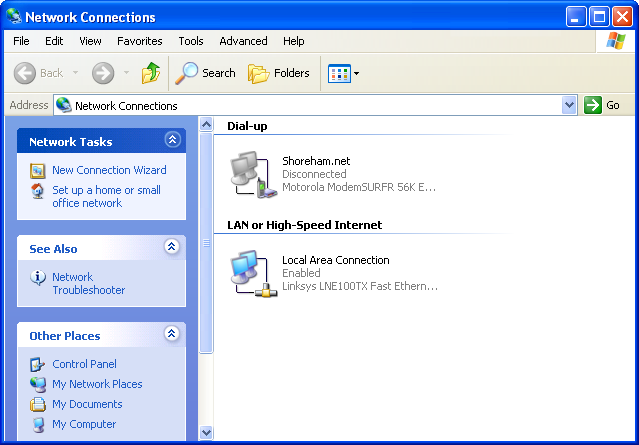 Network Connections
File Edit View Favorites Tools Advanced Help
Back Search Folders
Address Network Connections Go
Network Tasks
New Connection Wizard
Set up a home or small
office network
See Also
Network
Troubleshooter
Other Places
Control Panel
My Network Places
My Documents
My Computer
Dial-up
Shoreham.net
Disconnected
Motorola ModemSURFR 56K E...
LAN or High-Speed Internet
Local Area Connection
Enabled
Linksys LNE100TX Fast Ethern...